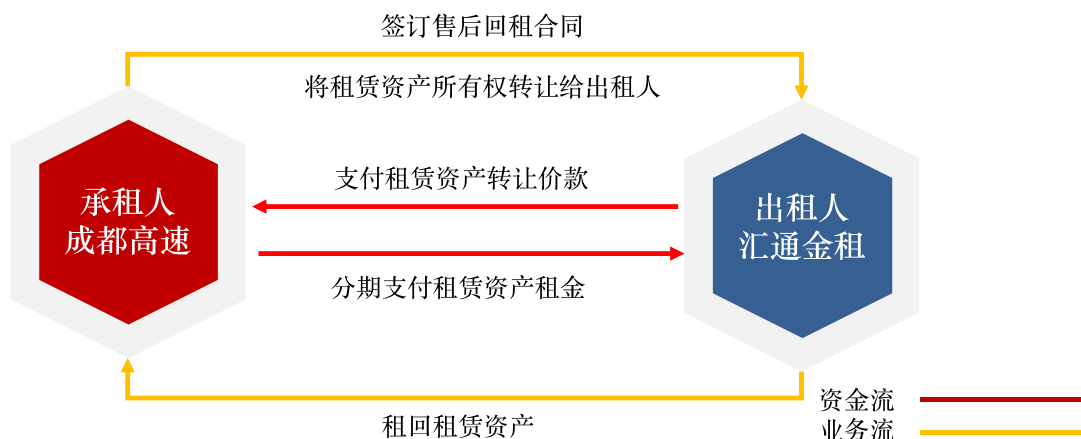 签订售后回租合同
将租赁资产所有权转让给出租人
支付租赁资产转让价款
承租人
成都高速
出租人
汇通金租
分期支付租赁资产租金
租回租赁资产
资金流
业务流